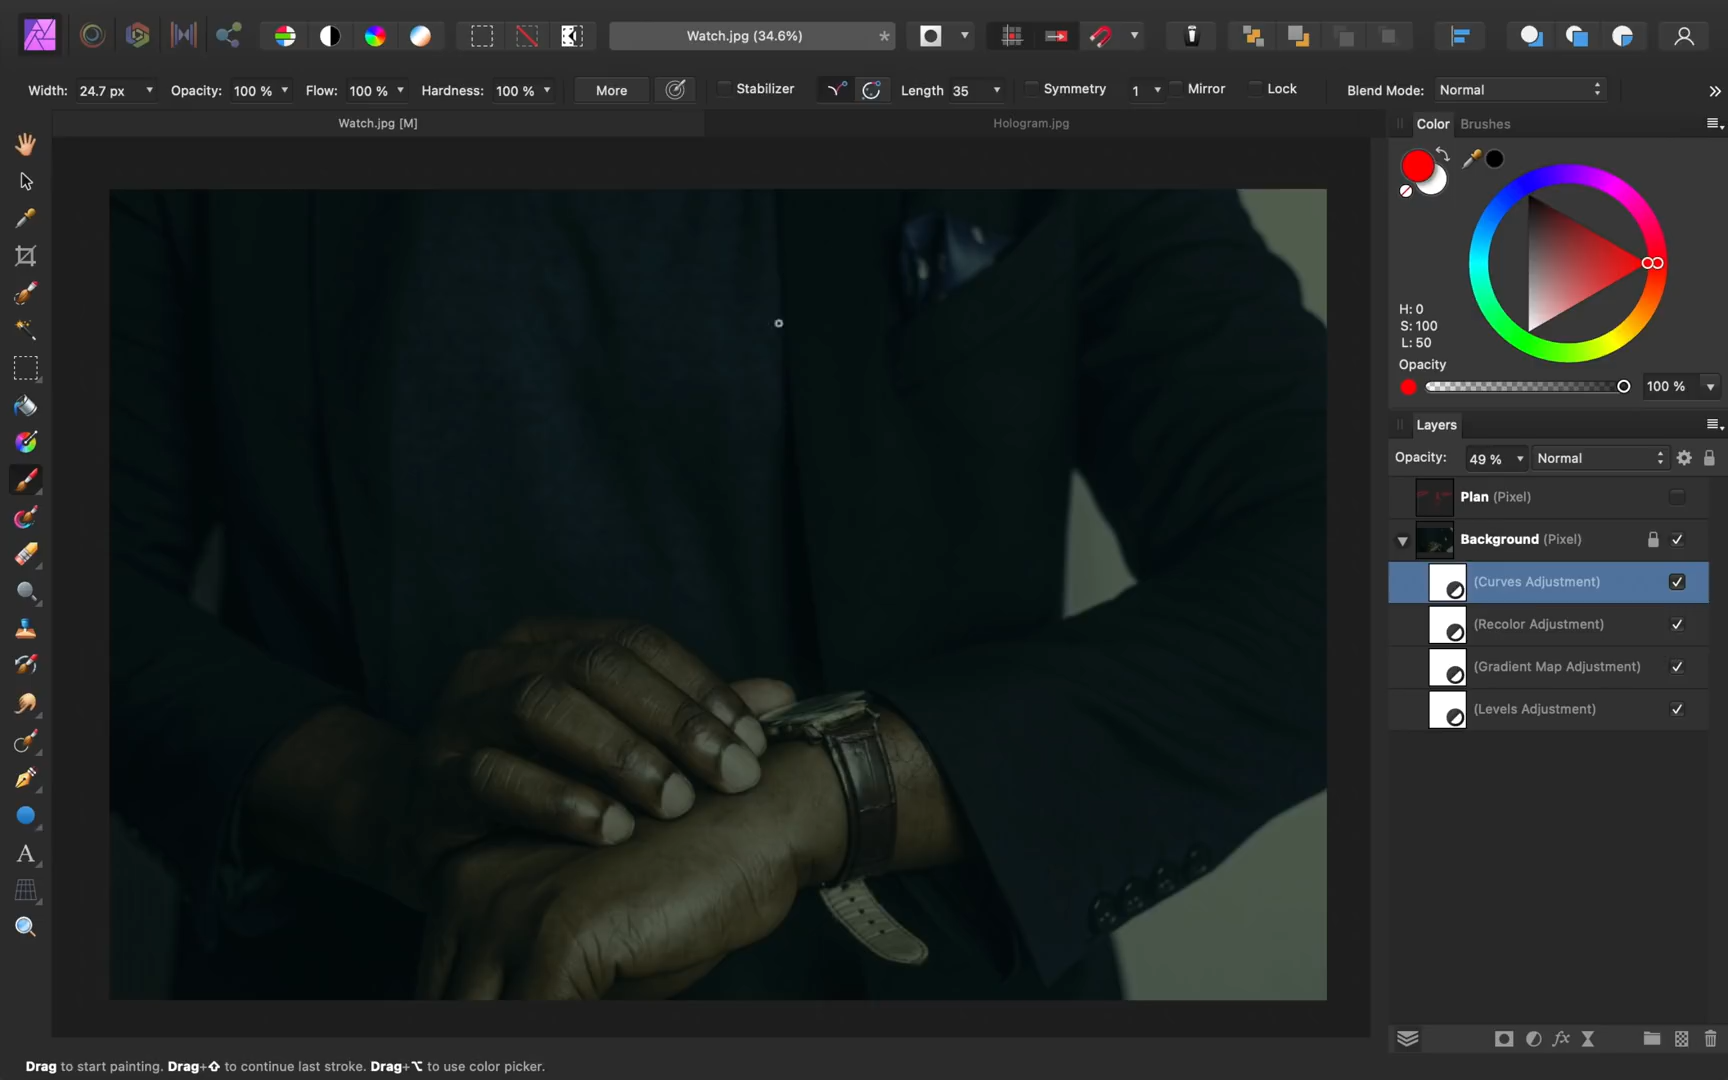 Watch.jpg (34.6%)
*
Width: 24.7 px Opacity: 100 % Flow: 100 % Hardness: 100 % More Stabilizer Length 35 Symmetry 1 Mirror Lock Blend Mode: Normal
Watch.jpg [M] Hologram.jpg
Color Brushes
H: 0
S: 100
L: 50
Opacity
100 %
Layers
Opacity: 49 % Normal
Plan (Pixel)
Background (Pixel)
(Curves Adjustment)
(Recolor Adjustment)
(Gradient Map Adjustment)
(Levels Adjustment)
A
fx
Drag to start painting. Drag+⇧ to continue last stroke. Drag+⌥ to use color picker.